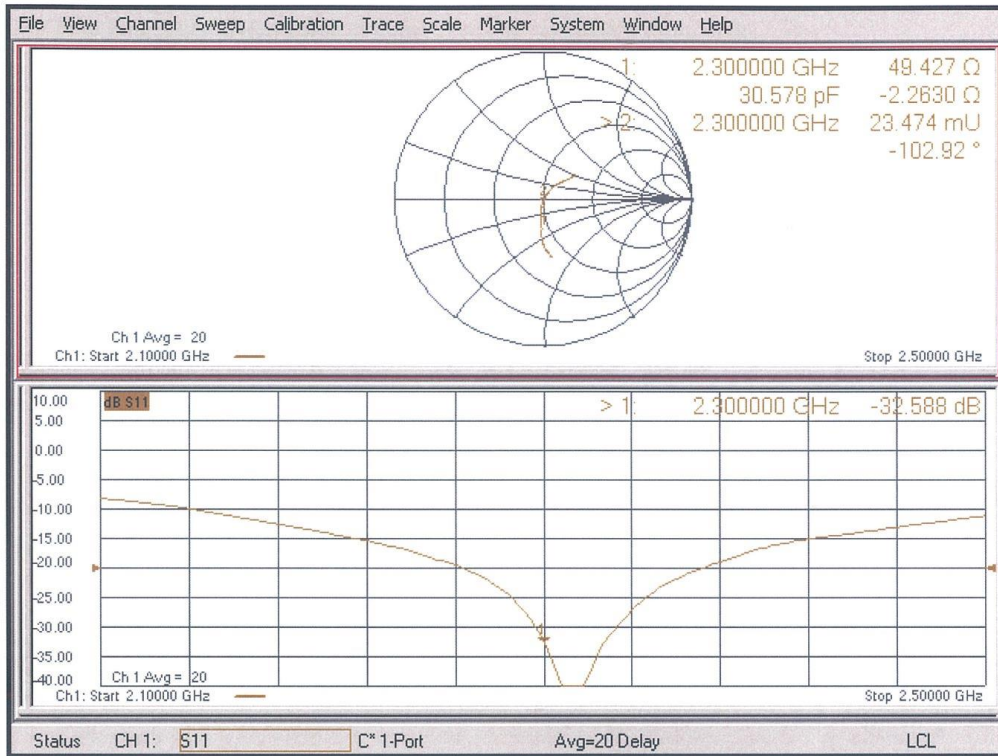 File View Channel Sweep Calibration Trace Scale Marker System Window Help
1: 2.300000 GHz 49.427 Ω
30.578 pF -2.2630 Ω
> 2: 2.300000 GHz 23.474 mU
-102.92 °
Ch 1 Avg = 20
Ch1: Start 2.10000 GHz Stop 2.50000 GHz
10.00 dB S11 > 1: 2.300000 GHz -32.588 dB
5.00
0.00
-5.00
-10.00
-15.00
-20.00
-25.00
-30.00
-35.00
-40.00 Ch 1 Avg = 20
Ch1: Start 2.10000 GHz Stop 2.50000 GHz
Status CH 1: S11 C* 1-Port Avg=20 Delay LCL